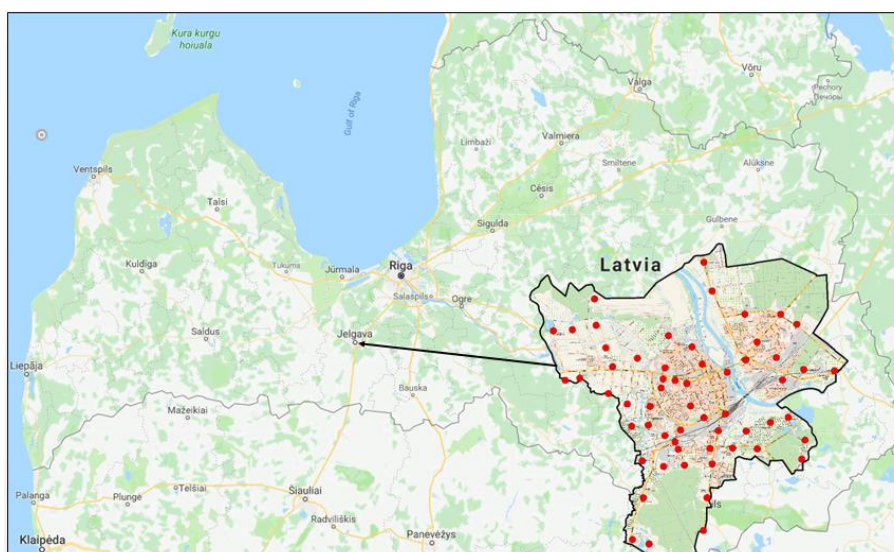 Kura kurgu
hoiuala
Gulf of Riga
Võru
Pechory
Печоры
Valga
Valmiera
Limbaži
Smiltene
Alūksne
Ventspils
Cēsis
Talsi
Sigulda
Gulbene
Kuldīga
Tukums
Jūrmala
Riga
Latvia
Salaspils
Ogre
Saldus
Jelgava
Liepāja
Bauska
Mažeikiai
Telšiai
Palanga
Plungė
Šiauliai
Radviliškis
Panevėžys
Klaipėda